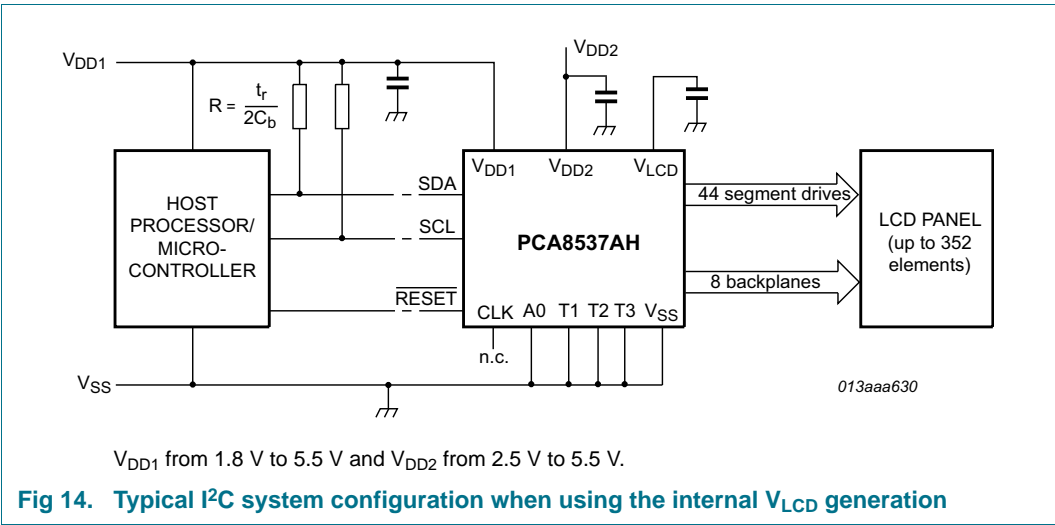 VDD1
VDD2
R = tr
2Cb
VDD1 VDD2 VLCD
SDA
44 segment drives
HOST
PROCESSOR/
MICRO-
CONTROLLER
SCL
PCA8537AH
LCD PANEL
(up to 352
elements)
8 backplanes
RESET
CLK A0 T1 T2 T3 VSS
n.c.
VSS
013aaa630
VDD1 from 1.8 V to 5.5 V and VDD2 from 2.5 V to 5.5 V.
Fig 14. Typical I²C system configuration when using the internal VLCD generation